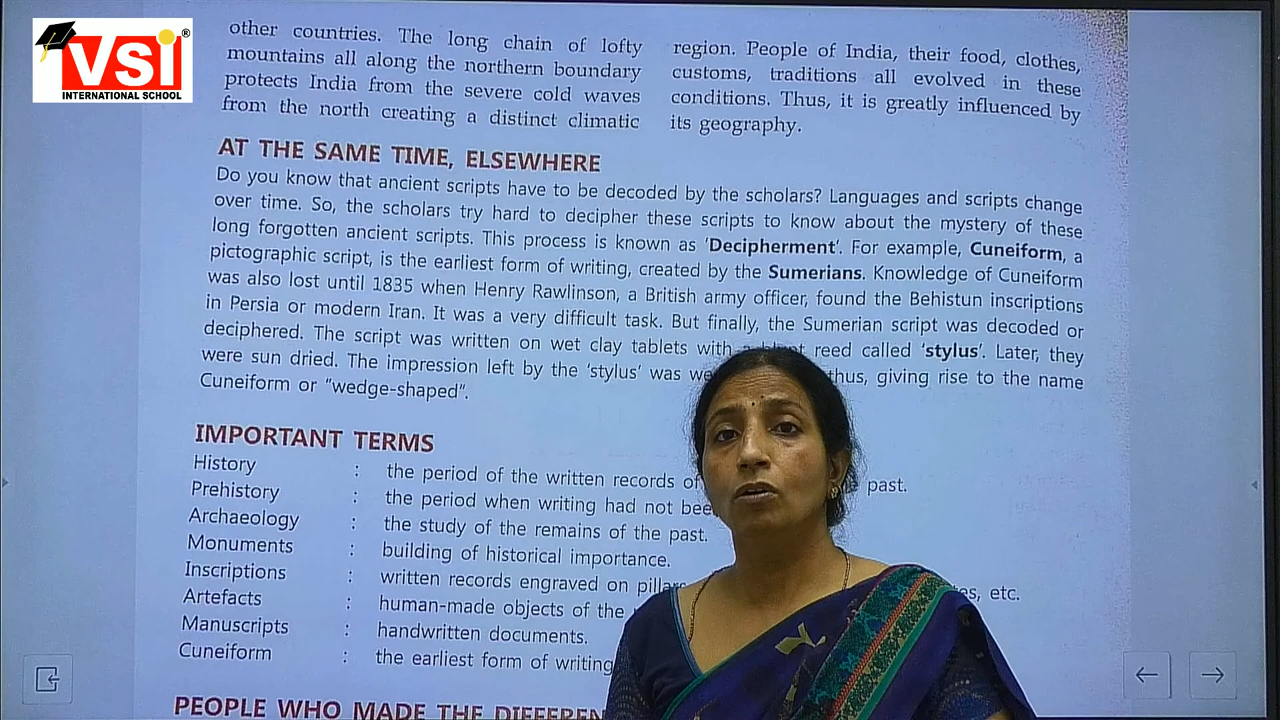 VSI
®
INTERNATIONAL SCHOOL
other countries. The long chain of lofty
mountains all along the northern boundary
protects India from the severe cold waves
from the north creating a distinct climatic
region. People of India, their food, clothes,
customs, traditions all evolved in these
conditions. Thus, it is greatly influenced by
its geography.
AT THE SAME TIME, ELSEWHERE
Do you know that ancient scripts have to be decoded by the scholars? Languages and scripts change
over time. So, the scholars try hard to decipher these scripts to know about the mystery of these
long forgotten ancient scripts. This process is known as 'Decipherment'. For example, Cuneiform, a
pictographic script, is the earliest form of writing, created by the Sumerians. Knowledge of Cuneiform
was also lost until 1835 when Henry Rawlinson, a British army officer, found the Behistun inscriptions
in Persia or modern Iran. It was a very difficult task. But finally, the Sumerian script was decoded or
deciphered. The script was written on wet clay tablets with a reed called 'stylus'. Later, they
were sun dried. The impression left by the 'stylus' was thus, giving rise to the name
Cuneiform or "wedge-shaped".
IMPORTANT TERMS
History : the period of the written records of past.
Prehistory : the period when writing had not
Archaeology : the study of the remains of the past.
Monuments : building of historical importance.
Inscriptions : written records engraved on etc.
Artefacts : human-made objects of the
Manuscripts : handwritten documents.
Cuneiform : the earliest form of writing
PEOPLE WHO MADE THE